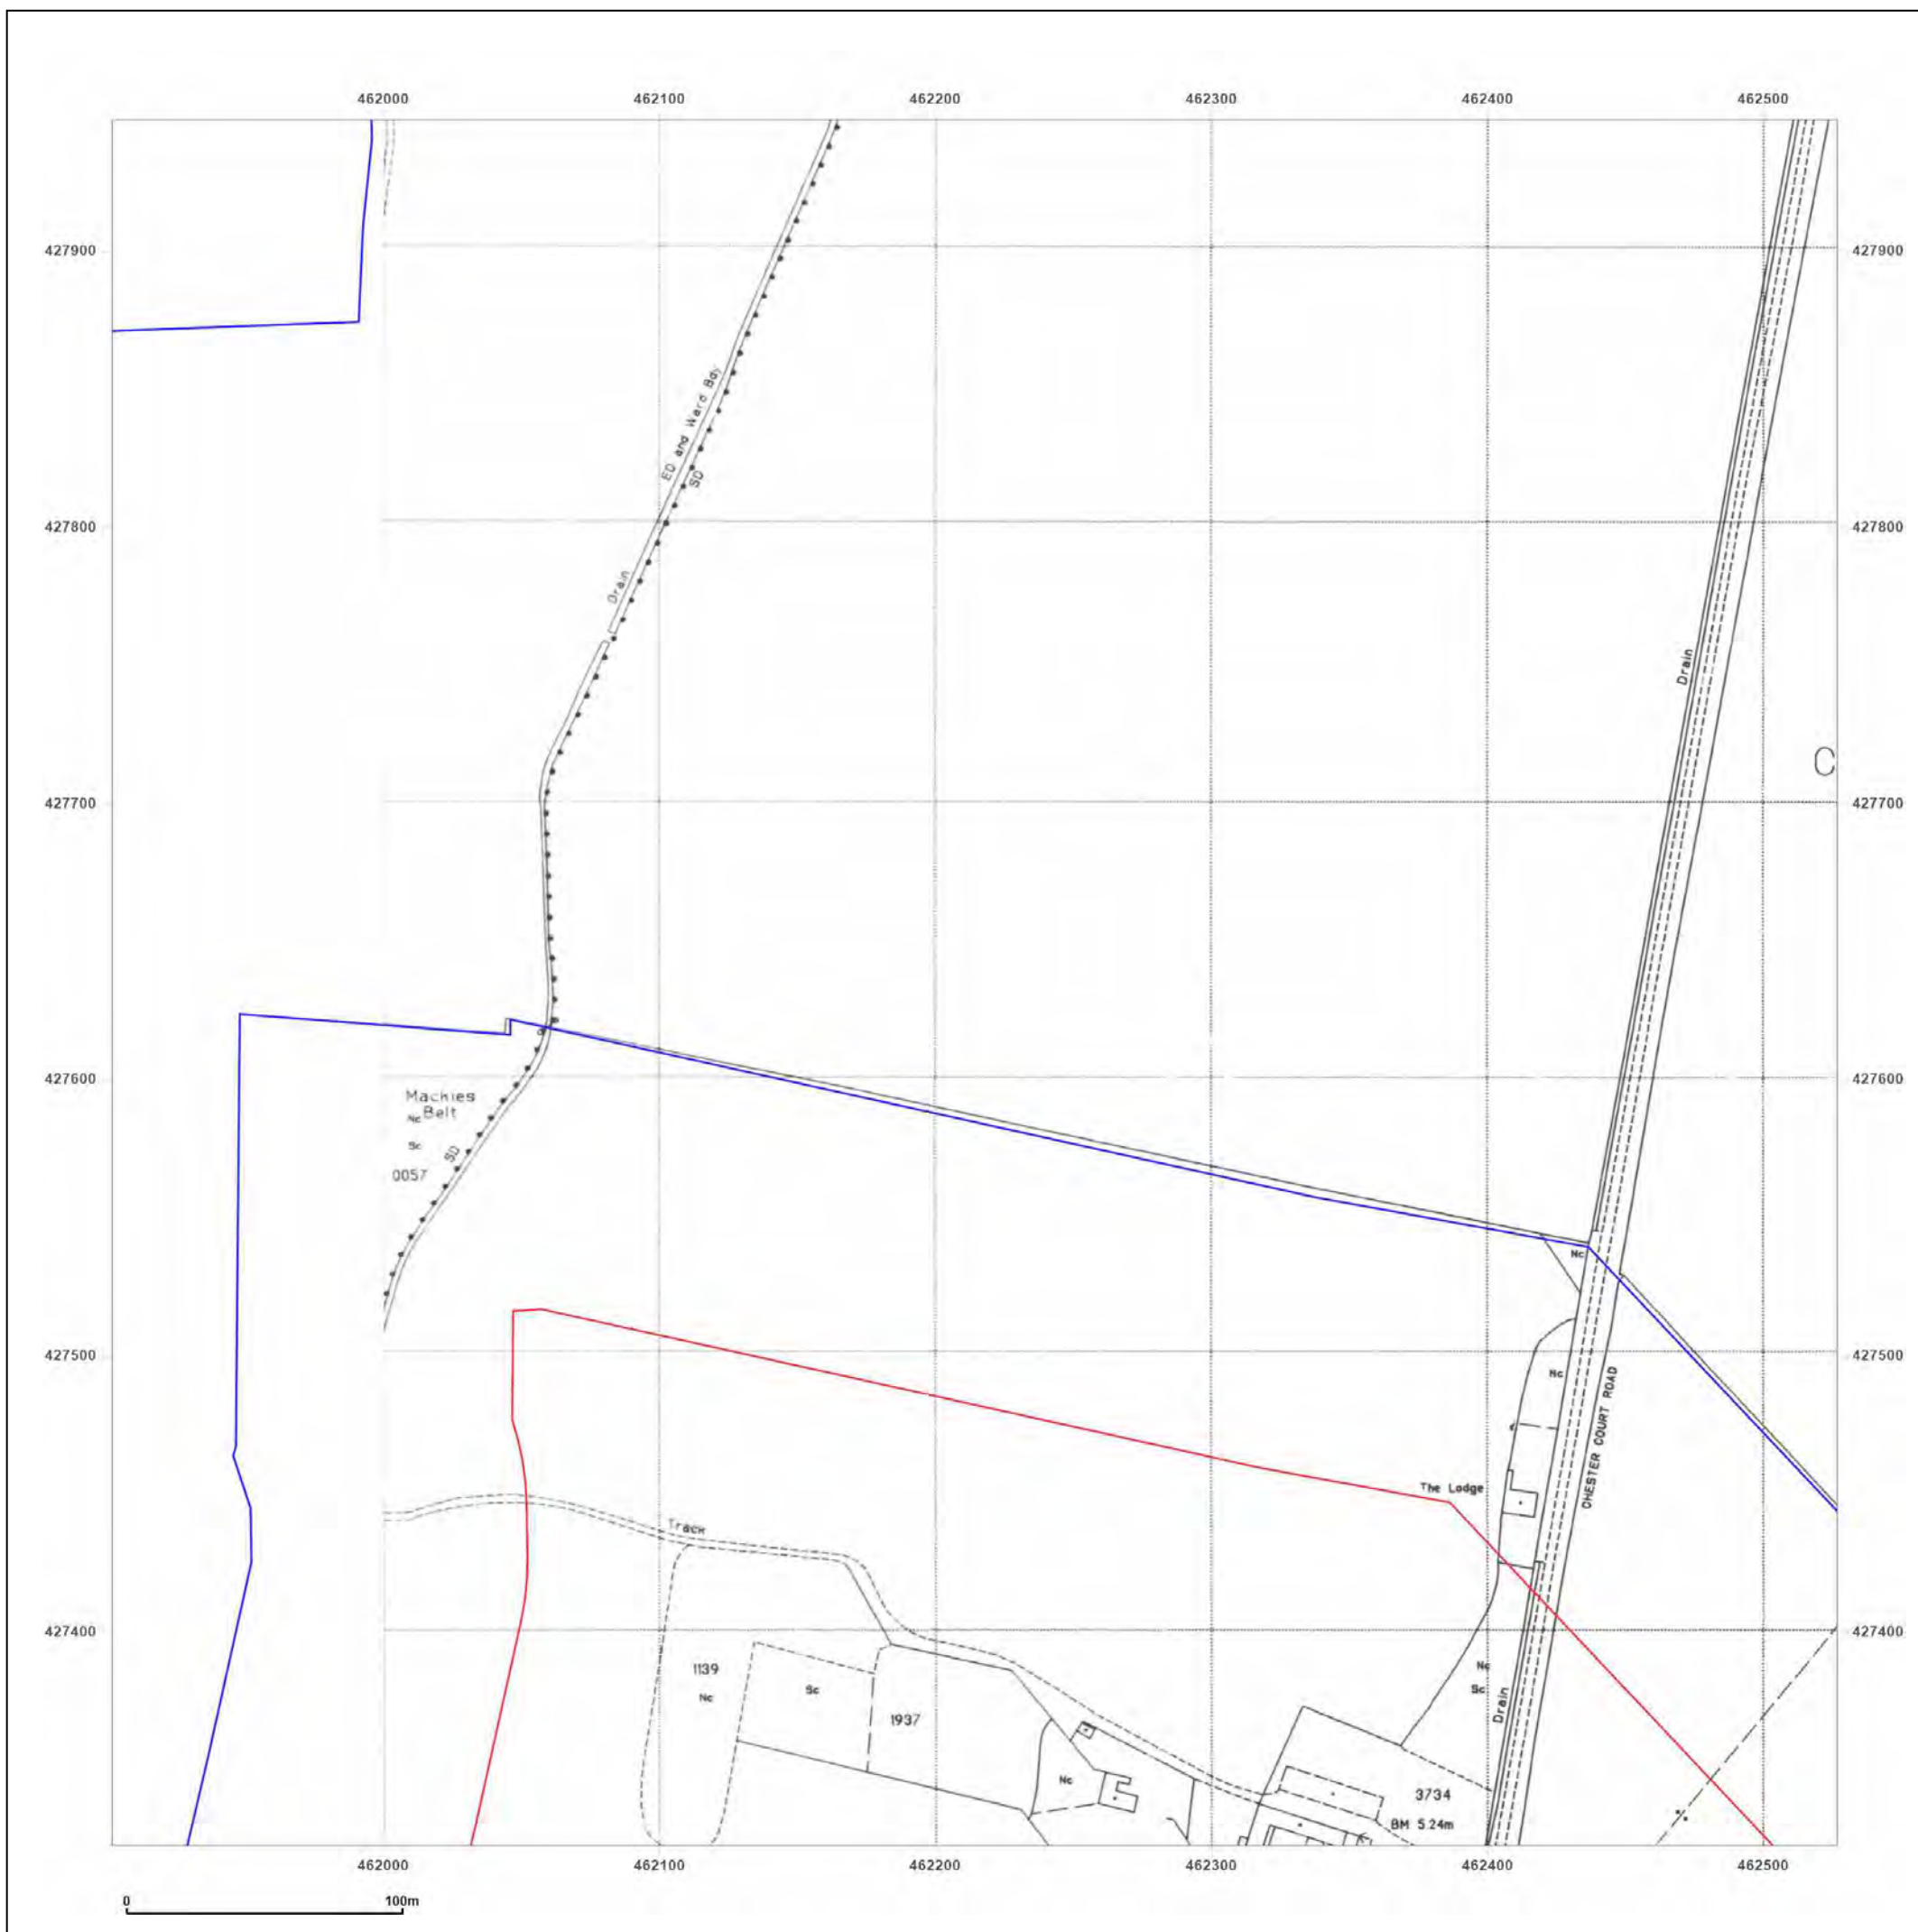 462000 462100 462200 462300 462400 462500
427900 427900
ED and Ward Bdy
SD
427800 427800
Drain
Drain
C
427700 427700
427600 427600
Mackies
Belt
Nc
Sc
SD
0057
Nc
427500 427500
Nc
CHESTER COURT ROAD
The Lodge
Track
427400 427400
1139
Nc
Sc
1937
Nc
Sc
Drain
Nc
3734
BM 5.24m
462000 462100 462200 462300 462400 462500
0 100m